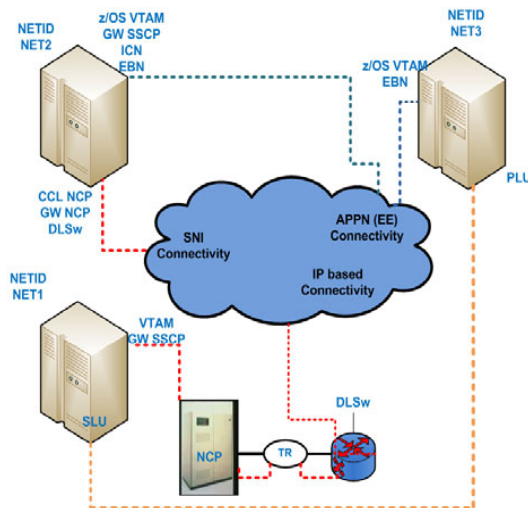 z/OS VTAM
GW SSCP
ICN
EBN
NETID
NET2
NETID
NET3
z/OS VTAM
EBN
PLU
CCL NCP
GW NCP
DLSw
SNI
Connectivity
APPN (EE)
Connectivity
IP based
Connectivity
NETID
NET1
VTAM
GW SSCP
SLU
DLSw
NCP
TR